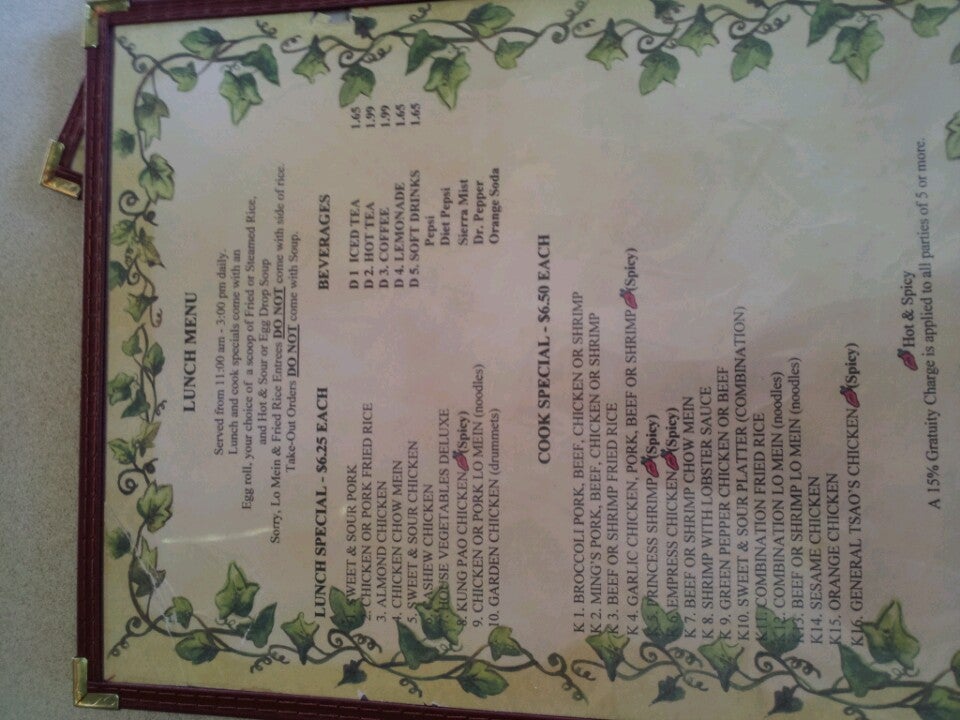 LUNCH MENU
Served from 11:00 am - 3:00 pm daily.
Lunch and cook specials come with an
Egg roll, your choice of a scoop of Fried or Steamed Rice,
and Hot & Sour or Egg Drop Soup
Sorry, Lo Mein & Fried Rice Entrees DO NOT come with side of rice.
Take-Out Orders DO NOT come with Soup.
LUNCH SPECIAL - $6.25 EACH
SWEET & SOUR PORK
2. CHICKEN OR PORK FRIED RICE
3. ALMOND CHICKEN
4. CHICKEN CHOW MEIN
5. SWEET & SOUR CHICKEN
CASHEW CHICKEN
HOUSE VEGETABLES DELUXE
8. KUNG PAO CHICKEN (Spicy)
9. CHICKEN OR PORK LO MEIN (noodles)
10. GARDEN CHICKEN (drummets)
BEVERAGES
D 1 ICED TEA 1.65
D 2. HOT TEA 1.99
D 3. COFFEE 1.99
D 4. LEMONADE 1.65
D 5. SOFT DRINKS 1.65
Pepsi
Diet Pepsi
Sierra Mist
Dr. Pepper
Orange Soda
COOK SPECIAL - $6.50 EACH
K 1. BROCCOLI PORK, BEEF, CHICKEN OR SHRIMP
K 2. MING'S PORK, BEEF, CHICKEN OR SHRIMP
K 3. BEEF OR SHRIMP FRIED RICE
K 4. GARLIC CHICKEN, PORK, BEEF OR SHRIMP (Spicy)
K 5. PRINCESS SHRIMP (Spicy)
K 6. EMPRESS CHICKEN (Spicy)
K 7. BEEF OR SHRIMP CHOW MEIN
K 8. SHRIMP WITH LOBSTER SAUCE
K 9. GREEN PEPPER CHICKEN OR BEEF
K10. SWEET & SOUR PLATTER (COMBINATION)
K11. COMBINATION FRIED RICE
K12. COMBINATION LO MEIN (noodles)
K13. BEEF OR SHRIMP LO MEIN (noodles)
K14. SESAME CHICKEN
K15. ORANGE CHICKEN
K16. GENERAL TSAO`S CHICKEN (Spicy)
Hot & Spicy
A 15% Gratuity Charge is applied to all parties of 5 or more.